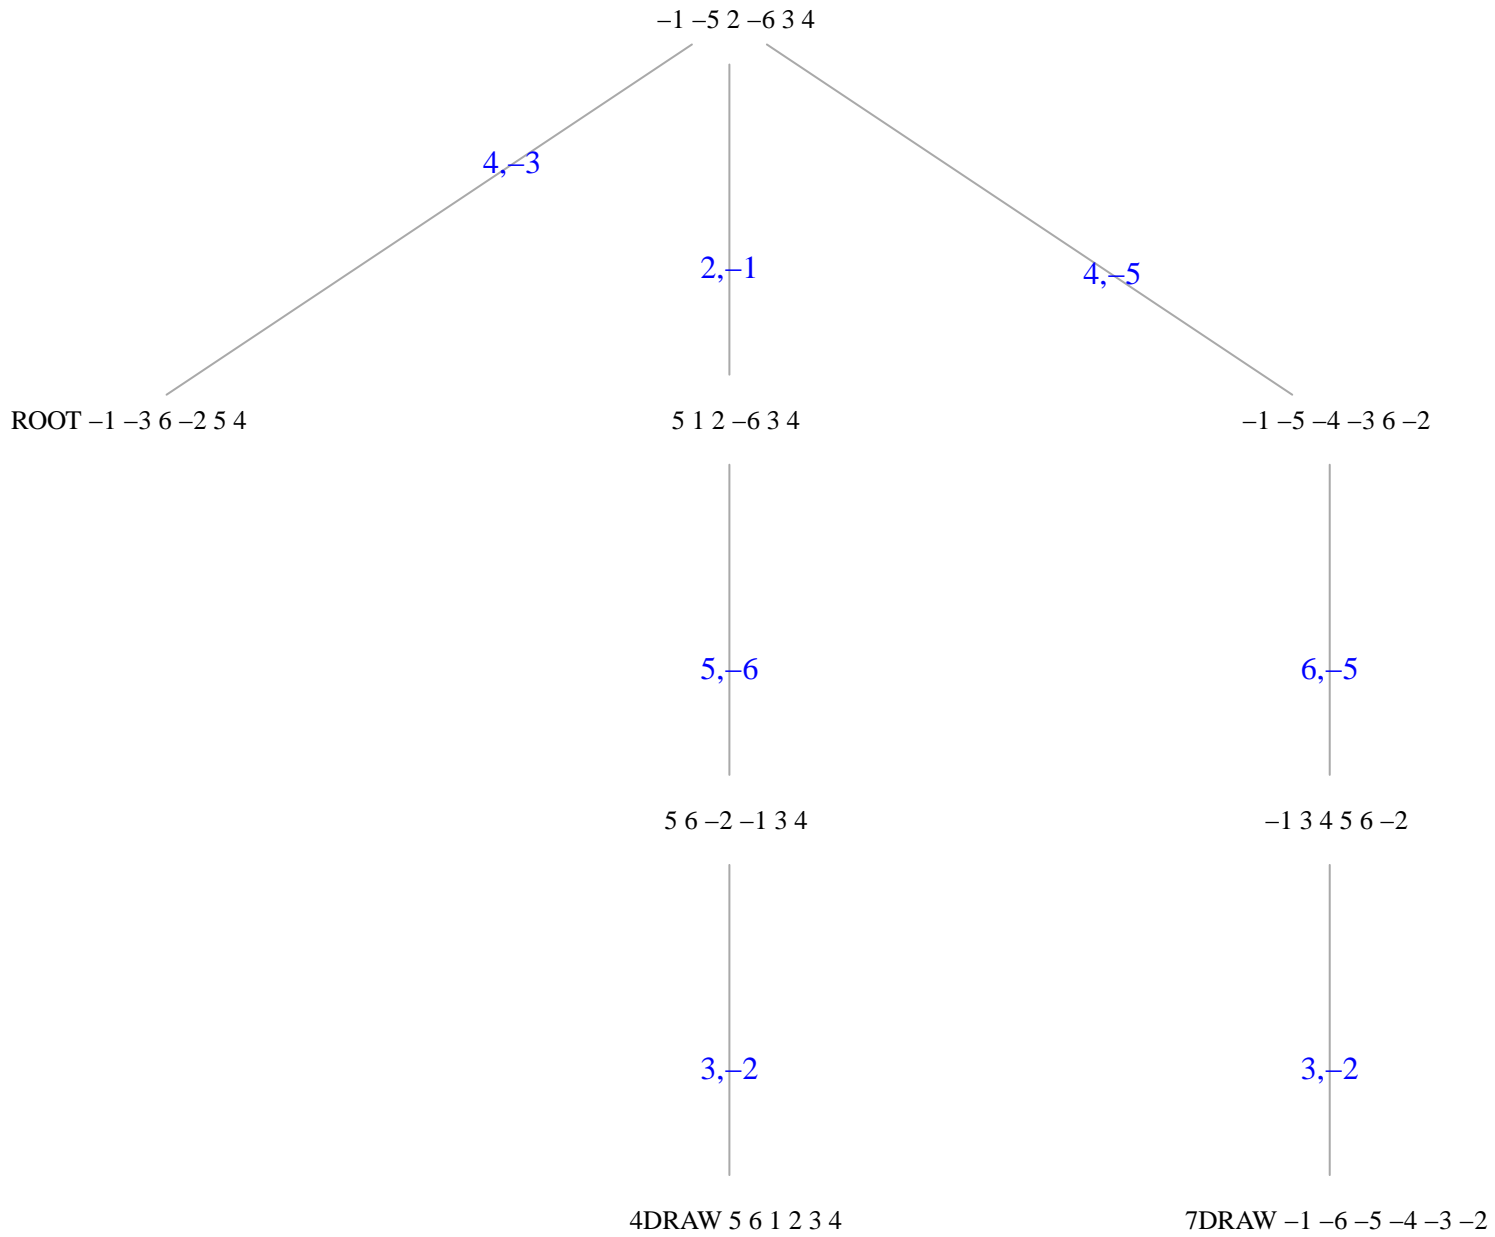 –1 –5 2 –6 3 4
4,–3
2,–1
4,–5
ROOT –1 –3 6 –2 5 4
5 1 2 –6 3 4
–1 –5 –4 –3 6 –2
5,–6
6,–5
5 6 –2 –1 3 4
–1 3 4 5 6 –2
3,–2
3,–2
4DRAW 5 6 1 2 3 4
7DRAW –1 –6 –5 –4 –3 –2